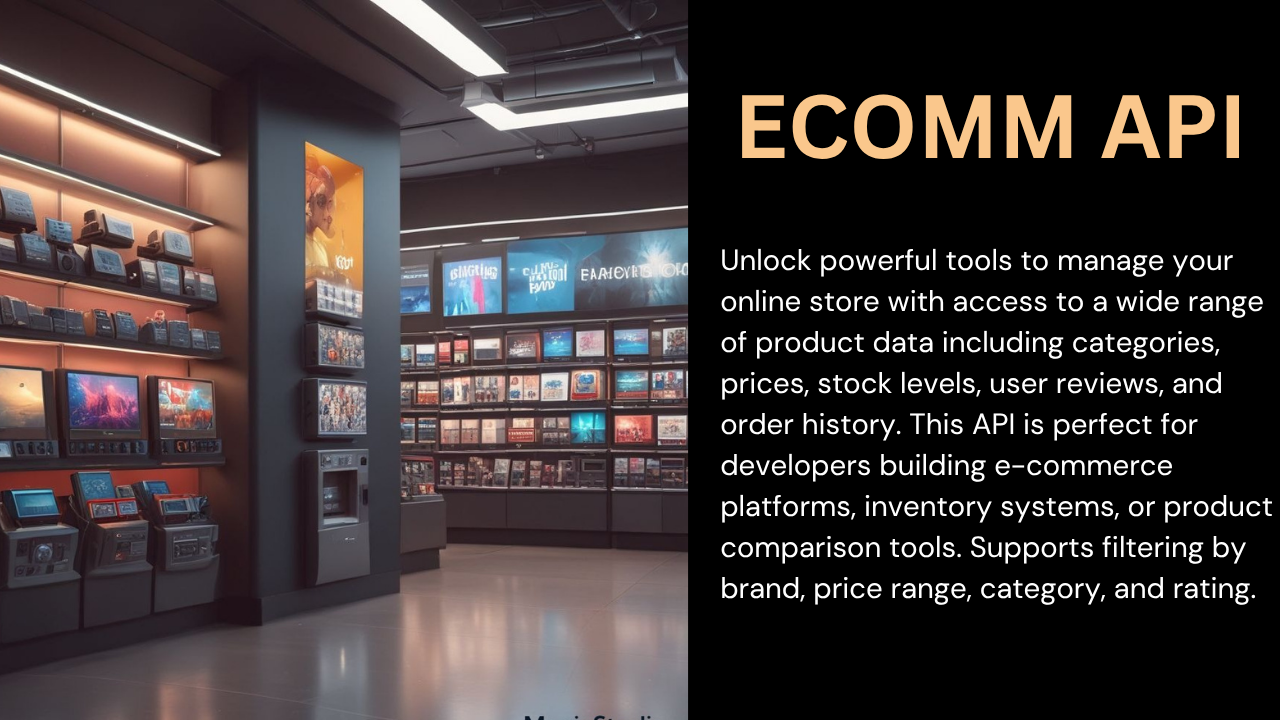 ECOMM API
Unlock powerful tools to manage your
online store with access to a wide range
of product data including categories,
prices, stock levels, user reviews, and
order history. This API is perfect for
developers building e-commerce
platforms, inventory systems, or product
comparison tools. Supports filtering by
brand, price range, category, and rating.